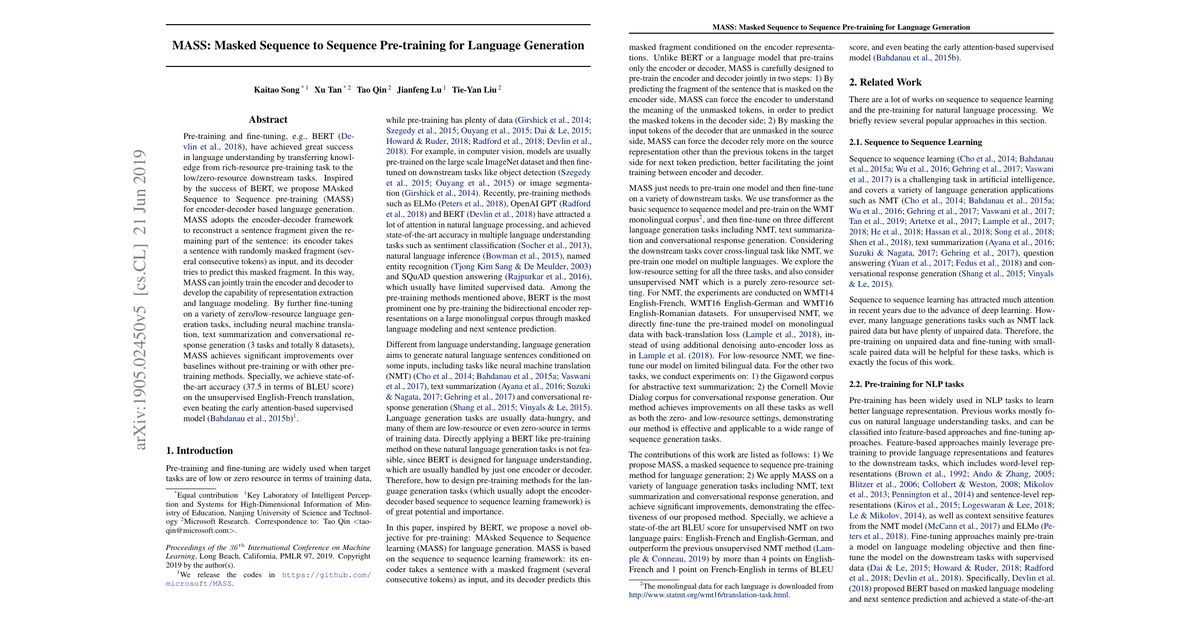 arXiv:1905.02450v5 [cs.CL] 21 Jun 2019
MASS: Masked Sequence to Sequence Pre-training for Language Generation
Kaitao Song * 1 Xu Tan * 2 Tao Qin 2 Jianfeng Lu 1 Tie-Yan Liu 2
Abstract
Pre-training and fine-tuning, e.g., BERT (De-
vlin et al., 2018), have achieved great success
in language understanding by transferring knowl-
edge from rich-resource pre-training task to the
low/zero-resource downstream tasks. Inspired
by the success of BERT, we propose MAsked
Sequence to Sequence pre-training (MASS) for
for encoder-decoder based language generation.
MASS adopts the encoder-decoder framework
to reconstruct a sentence fragment given the re-
maining part of the sentence: its encoder takes
a sentence with randomly masked fragment (sev-
eral consecutive tokens) as input, and its decoder
tries to predict this masked fragment. In this way,
MASS can jointly train the encoder and decoder to
develop the capability of representation extraction
and language modeling. By further fine-tuning
on a variety of zero/low-resource language gen-
eration tasks, including neural machine transla-
tion, text summarization and conversational re-
sponse generation (3 tasks and totally 8 datasets),
MASS achieves significant improvements over
baselines without pre-training or with other pre-
training methods. Specially, we achieve state-of-
the-art accuracy (37.5 in terms of BLEU score)
on the unsupervised English-French translation,
even beating the early attention-based supervised
model (Bahdanau et al., 2015b)1.
1. Introduction
Pre-training and fine-tuning are widely used when target
tasks are of low or zero resource in terms of training data,
*Equal contribution 1Key Laboratory of Intelligent Percep-
tion and Systems for High-Dimensional Information of Min-
istry of Education, Nanjing University of Science and Technol-
ogy 2Microsoft Research. Correspondence to: Tao Qin <tao-
qin@microsoft.com>.
Proceedings of the 36th International Conference on Machine
Learning, Long Beach, California, PMLR 97, 2019. Copyright
2019 by the author(s).
1We release the codes in https://github.com/
microsoft/MASS.
while pre-training has plenty of data (Girshick et al., 2014;
Szegedy et al., 2015; Ouyang et al., 2015; Dai & Le, 2015;
Howard & Ruder, 2018; Radford et al., 2018; Devlin et al.,
2018). For example, in computer vision, models are usually
pre-trained on the large scale ImageNet dataset and then fine-
tuned on downstream tasks like object detection (Szegedy
et al., 2015; Ouyang et al., 2015) or image segmenta-
tion (Girshick et al., 2014). Recently, pre-training methods
such as ELMo (Peters et al., 2018), OpenAI GPT (Radford
et al., 2018) and BERT (Devlin et al., 2018) have attracted a
lot of attention in natural language processing, and achieved
state-of-the-art accuracy in multiple language understanding
tasks such as sentiment classification (Socher et al., 2013),
natural language inference (Bowman et al., 2015), named
entity recognition (Tjong Kim Sang & De Meulder, 2003)
and SQuAD question answering (Rajpurkar et al., 2016),
which usually have limited supervised data. Among the
pre-training methods mentioned above, BERT is the most
prominent one by pre-training the bidirectional encoder rep-
resentations on a large monolingual corpus through masked
language modeling and next sentence prediction.
Different from language understanding, language generation
aims to generate natural language sentences conditioned on
some inputs, including tasks like neural machine translation
(NMT) (Cho et al., 2014; Bahdanau et al., 2015a; Vaswani
et al., 2017), text summarization (Ayana et al., 2016; Suzuki
& Nagata, 2017; Gehring et al., 2017) and conversational re-
sponse generation (Shang et al., 2015; Vinyals & Le, 2015).
Language generation tasks are usually data-hungry, and
many of them are low-resource or even zero-source in terms
of training data. Directly applying a BERT like pre-training
method on these natural language generation tasks is not fea-
sible, since BERT is designed for language understanding,
which are usually handled by just one encoder or decoder.
Therefore, how to design pre-training methods for the lan-
guage generation tasks (which usually adopt the encoder-
decoder based sequence to sequence learning framework) is
of great potential and importance.
In this paper, inspired by BERT, we propose a novel ob-
jective for pre-training: MAsked Sequence to Sequence
learning (MASS) for language generation. MASS is based
on the sequence to sequence learning framework: its en-
coder takes a sentence with a masked fragment (several
consecutive tokens) as input, and its decoder predicts this
MASS: Masked Sequence to Sequence Pre-training for Language Generation
masked fragment conditioned on the encoder representa-
tions. Unlike BERT or a language model that pre-trains
only the encoder or decoder, MASS is carefully designed to
pre-train the encoder and decoder jointly in two steps: 1) By
predicting the fragment of the sentence that is masked on the
encoder side, MASS can force the encoder to understand
the meaning of the unmasked tokens, in order to predict
the masked tokens in the decoder side; 2) By masking the
input tokens of the decoder that are unmasked in the source
side, MASS can force the decoder rely more on the source
representation other than the previous tokens in the target
side for next token prediction, better facilitating the joint
training between encoder and decoder.
MASS just needs to pre-train one model and then fine-tune
on a variety of downstream tasks. We use transformer as the
basic sequence to sequence model and pre-train on the WMT
monolingual corpus2, and then fine-tune on three different
language generation tasks including NMT, text summariza-
tion and conversational response generation. Considering
the downstream tasks cover cross-lingual task like NMT, we
pre-train one model on multiple languages. We explore the
low-resource setting for all the three tasks, and also consider
unsupervised NMT which is a purely zero-resource set-
ting. For NMT, the experiments are conducted on WMT14
English-French, WMT16 English-German and WMT16
English-Romanian datasets. For unsupervised NMT, we
directly fine-tune the pre-trained model on monolingual
data with back-translation loss (Lample et al., 2018), in-
stead of using additional denoising auto-encoder loss as
in Lample et al. (2018). For low-resource NMT, we fine-
tune our model on limited bilingual data. For the other two
tasks, we conduct experiments on: 1) the Gigaword corpus
for abstractive text summarization; 2) the Cornell Movie
Dialog corpus for conversational response generation. Our
method achieves improvements on all these tasks as well
as both the zero- and low-resource settings, demonstrating
our method is effective and applicable to a wide range of
sequence generation tasks.
The contributions of this work are listed as follows: 1) We
propose MASS, a masked sequence to sequence pre-training
method for language generation; 2) We apply MASS on a
variety of language generation tasks including NMT, text
summarization and conversational response generation, and
achieve significant improvements, demonstrating the effec-
tiveness of our proposed method. Specially, we achieve a
state-of-the art BLEU score for unsupervised NMT on two
language pairs: English-French and English-German, and
outperform the previous unsupervised NMT method (Lam-
ple & Conneau, 2019) by more than 4 points on English-
French and 1 point on French-English in terms of BLEU
2The monolingual data for each language is downloaded from
http://www.statmt.org/wmt16/translation-task.html.
score, and even beating the early attention-based supervised
model (Bahdanau et al., 2015b).
2. Related Work
There are a lot of works on sequence to sequence learning
and the pre-training for natural language processing. We
briefly review several popular approaches in this section.
2.1. Sequence to Sequence Learning
Sequence to sequence learning (Cho et al., 2014; Bahdanau
et al., 2015a; Wu et al., 2016; Gehring et al., 2017; Vaswani
et al., 2017) is a challenging task in artificial intelligence,
and covers a variety of language generation applications
such as NMT (Cho et al., 2014; Bahdanau et al., 2015a;
Wu et al., 2016; Gehring et al., 2017; Vaswani et al., 2017;
Tan et al., 2019; Artetxe et al., 2017; Lample et al., 2017;
2018; He et al., 2018; Hassan et al., 2018; Song et al., 2018;
Shen et al., 2018), text summarization (Ayana et al., 2016;
Suzuki & Nagata, 2017; Gehring et al., 2017), question
answering (Yuan et al., 2017; Fedus et al., 2018) and con-
versational response generation (Shang et al., 2015; Vinyals
& Le, 2015).
Sequence to sequence learning has attracted much attention
in recent years due to the advance of deep learning. How-
ever, many language generations tasks such as NMT lack
paired data but have plenty of unpaired data. Therefore, the
pre-training on unpaired data and fine-tuning with small-
scale paired data will be helpful for these tasks, which is
exactly the focus of this work.
2.2. Pre-training for NLP tasks
Pre-training has been widely used in NLP tasks to learn
better language representation. Previous works mostly fo-
cus on natural language understanding tasks, and can be
classified into feature-based approaches and fine-tuning ap-
proaches. Feature-based approaches mainly leverage pre-
training to provide language representations and features
to the downstream tasks, which includes word-level rep-
resentations (Brown et al., 1992; Ando & Zhang, 2005;
Blitzer et al., 2006; Collobert & Weston, 2008; Mikolov
et al., 2013; Pennington et al., 2014) and sentence-level rep-
resentations (Kiros et al., 2015; Logeswaran & Lee, 2018;
Le & Mikolov, 2014), as well as context sensitive features
from the NMT model (McCann et al., 2017) and ELMo (Pe-
ters et al., 2018). Fine-tuning approaches mainly pre-train
a model on language modeling objective and then fine-
tune the model on the downstream tasks with supervised
data (Dai & Le, 2015; Howard & Ruder, 2018; Radford
et al., 2018; Devlin et al., 2018). Specifically, Devlin et al.
(2018) proposed BERT based on masked language modeling
and next sentence prediction and achieved a state-of-the-art